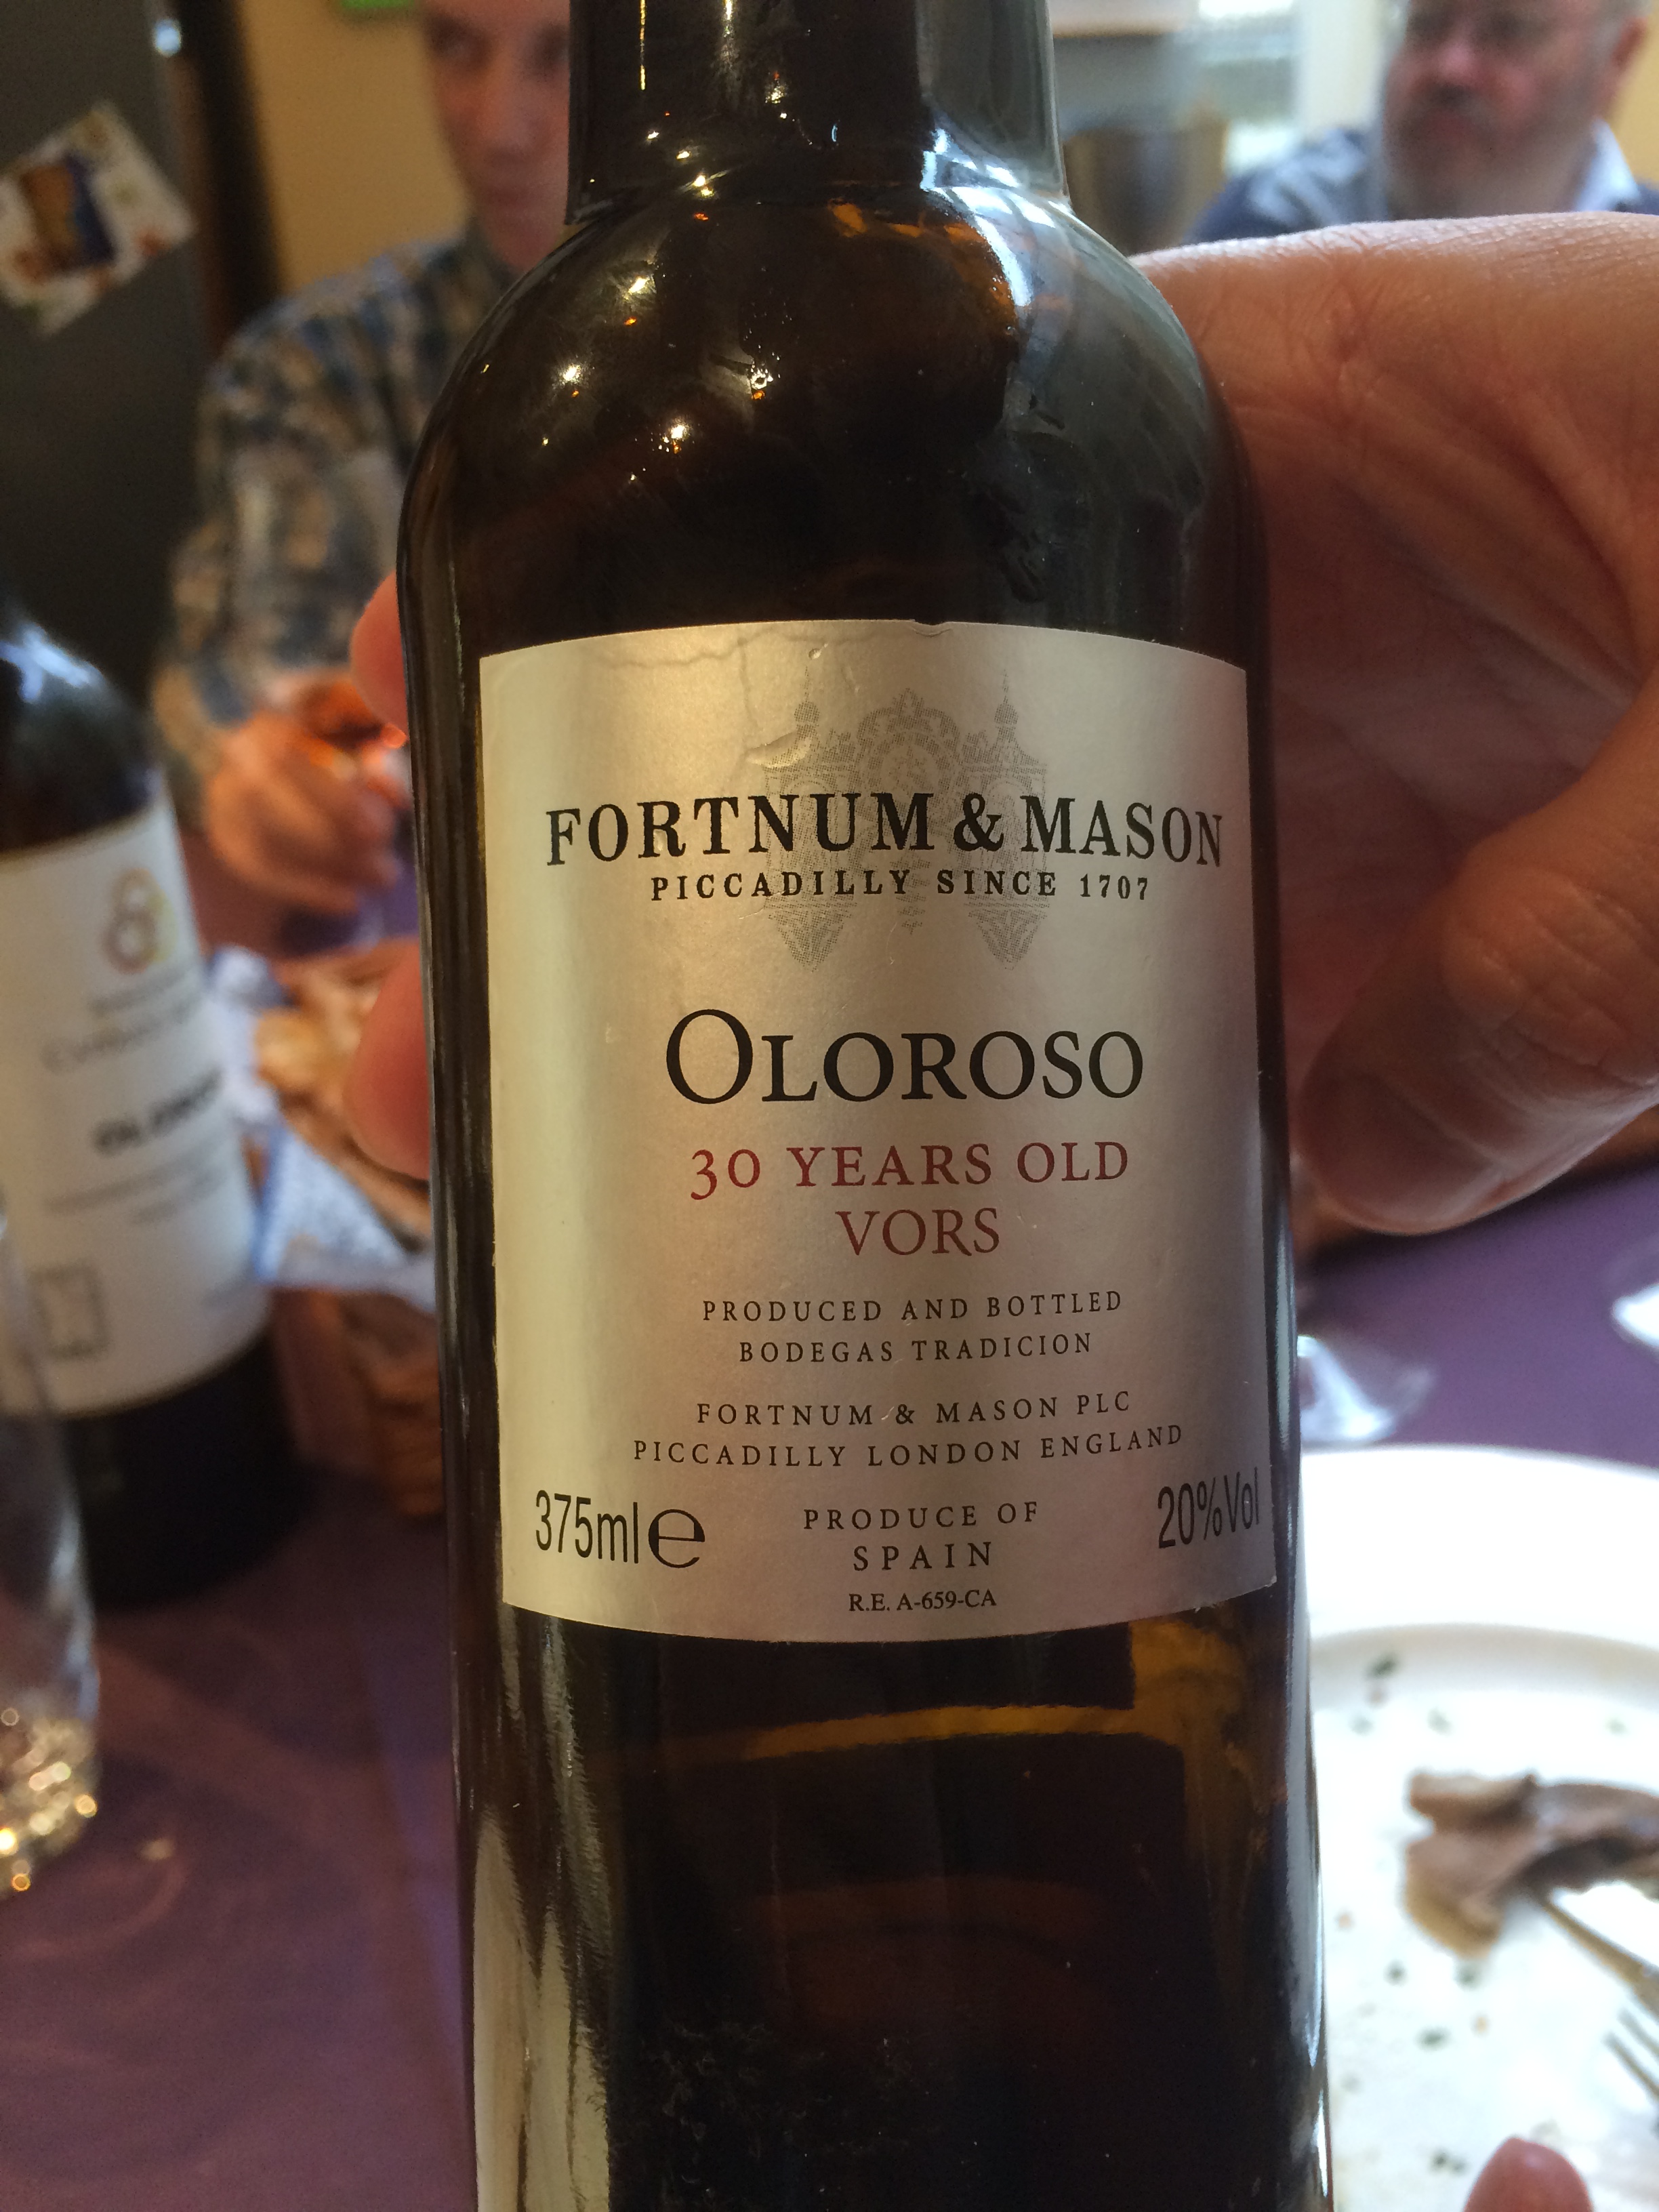 FORTNUM & MASON
PICCADILLY SINCE 1707
OLOROSO
30 YEARS OLD
VORS
PRODUCED AND BOTTLED
BODEGAS TRADICION
FORTNUM & MASON PLC
PICCADILLY LONDON ENGLAND
375ml e
PRODUCE OF
SPAIN
20%Vol
R.E. A-659-CA
OLOROSO